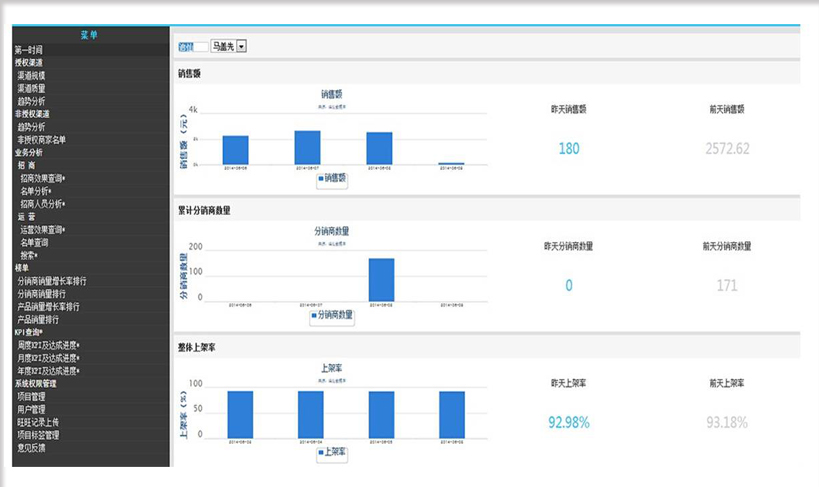 菜单
第一时间
授权渠道
渠道规模
渠道质量
趋势分析
非授权渠道
趋势分析
非授权商家名单
业务分析
招 商
招商效果查询*
名单分析*
招商人员分析*
运 营
运营效果查询*
名单查询
搜索*
榜单
分销商销量增长率排行
分销商销量排行
产品销量增长率排行
产品销量排行
KPI查询*
周度KPI及达成进度*
月度KPI及达成进度*
年度KPI及达成进度*
系统权限管理
项目管理
用户管理
旺旺记录上传
项目标签管理
意见反馈
马盖先
销售额
销售额
4k
销售额（元）
销售额
昨天销售额
180
前天销售额
2572.62
累计分销商数量
分销商数量
200
100
0
分销商数量
分销商数量
昨天分销商数量
0
前天分销商数量
171
整体上架率
上架率
100
50
0
上架率（%）
上架率
昨天上架率
92.98%
前天上架率
93.18%